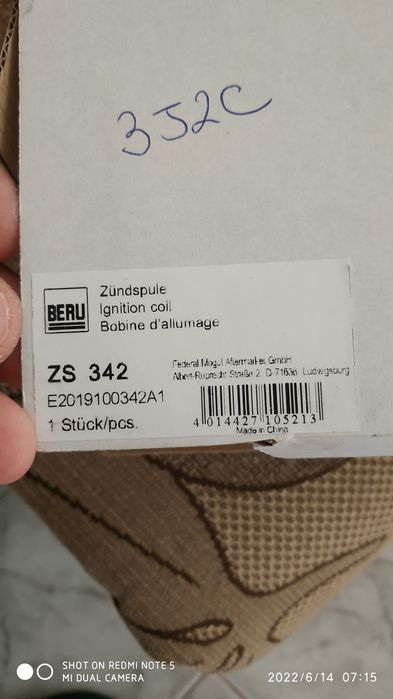 352C
BERU
Zündspule
Ignition coil
Bobine d'allumage
ZS 342
E2019100342A1
1 Stück/pcs.
Federal Mogul Aftermarket GmbH
Albert-Ruprecht Straße 2, D-71636 Ludwigsburg
4 014427 105213
Made in China
SHOT ON REDMI NOTE 5
MI DUAL CAMERA
2022/6/14 07:15